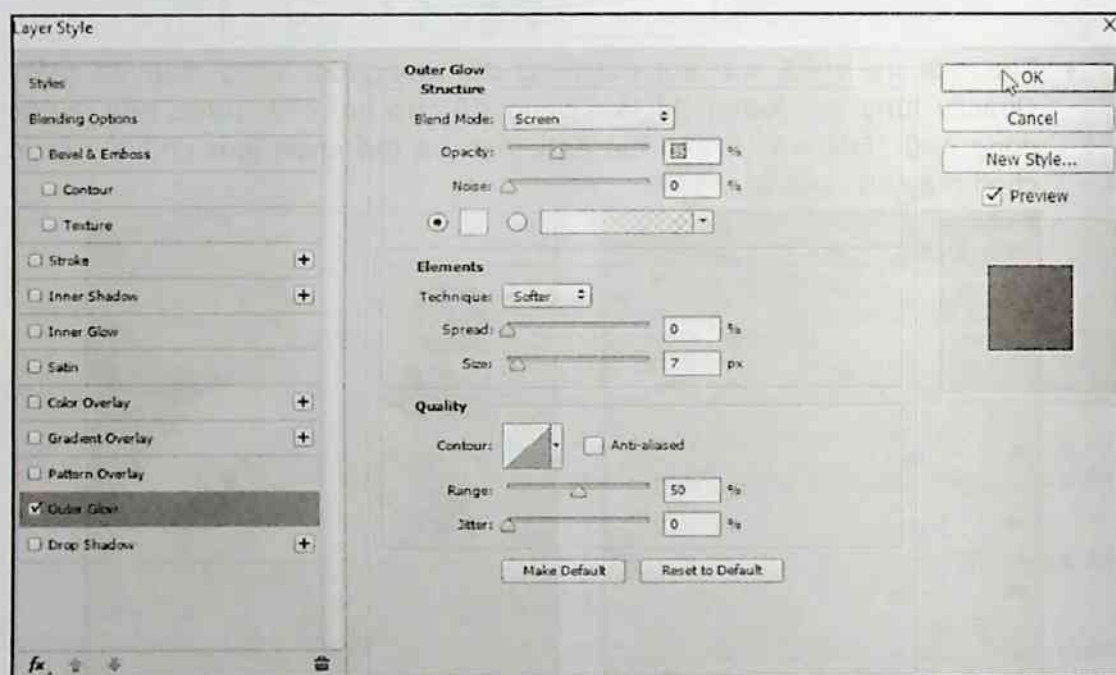 Layer Style
Styles
Blending Options
Bevel & Emboss
Contour
Texture
Stroke
Inner Shadow
Inner Glow
Satin
Color Overlay
Gradient Overlay
Pattern Overlay
Outer Glow
Drop Shadow
fx
Outer Glow
Structure
Blend Mode: Screen
Opacity: %
Noise: 0 %
Elements
Technique: Softer
Spread: 0 %
Size: 7 px
Quality
Contour: Anti-aliased
Range: 50 %
Jitter: 0 %
Make Default Reset to Default
OK
Cancel
New Style...
Preview